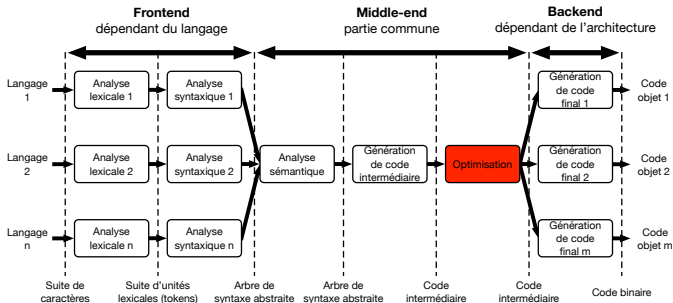 Frontend
dépendant du langage
Middle-end
partie commune
Backend
dépendant de l'architecture
Langage
1
Analyse
lexicale 1
Analyse
syntaxique 1
Génération
de code
final 1
Code
objet 1
Langage
2
Analyse
lexicale 2
Analyse
syntaxique 2
Analyse
sémantique
Génération
de code
intermédiaire
Optimisation
Génération
de code
final 2
Code
objet 2
Langage
n
Analyse
lexicale n
Analyse
syntaxique n
Génération
de code
final m
Code
objet m
Suite de
caractères
Suite d'unités
lexicales (tokens)
Arbre de
syntaxe abstraite
Arbre de
syntaxe abstraite
Code
intermédiaire
Code
intermédiaire
Code binaire